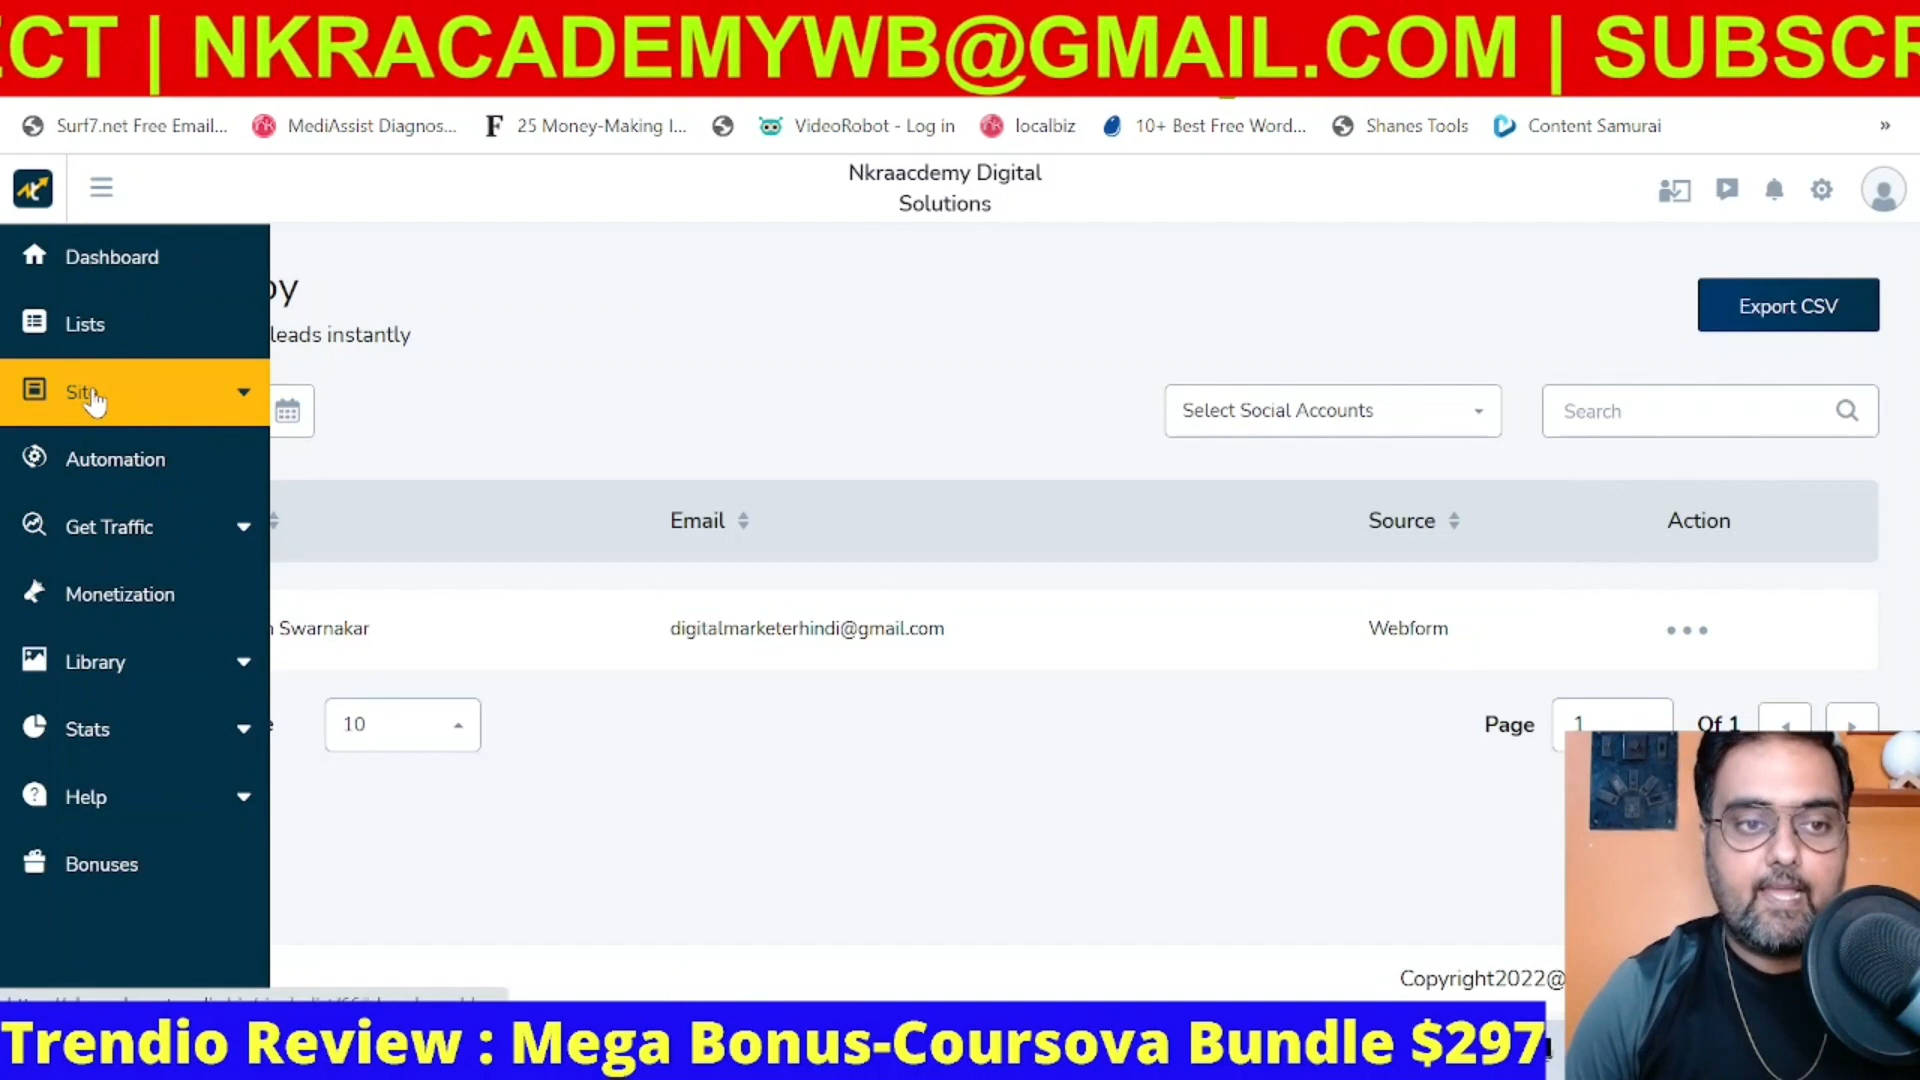 ECT | NKRACADEMYWB@GMAIL.COM | SUBSCR
Surf7.net Free Email... MediAssist Diagnos... 25 Money-Making I... VideoRobot - Log in localbiz 10+ Best Free Word... Shanes Tools Content Samurai »
Nkraacdemy Digital
Solutions
Dashboard
Lists
Site
Automation
Get Traffic
Monetization
Library
Stats
Help
Bonuses
by
leads instantly
Export CSV
Select Social Accounts
Search
Email Source Action
Swarnakar digitalmarketerhindi@gmail.com Webform
10
Page 1 Of 1
Copyright2022@
Trendio Review : Mega Bonus-Coursova Bundle $297